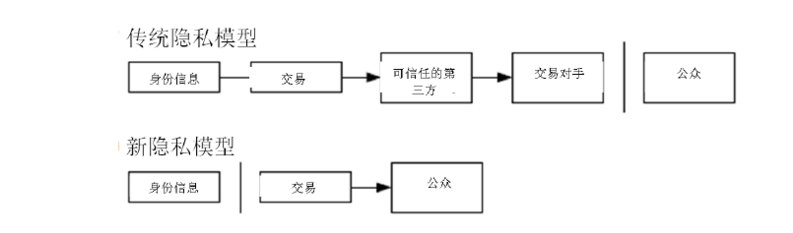 传统隐私模型
身份信息
交易
可信任的第
三方
交易对手
公众
新隐私模型
身份信息
交易
公众